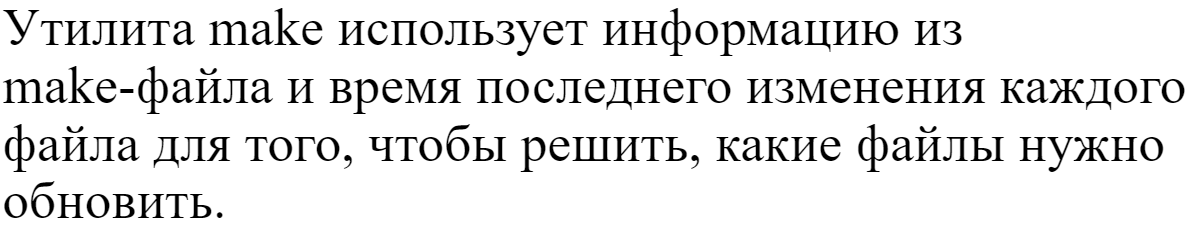 Утилита make использует информацию из
make-файла и время последнего изменения каждого
файла для того, чтобы решить, какие файлы нужно
обновить.